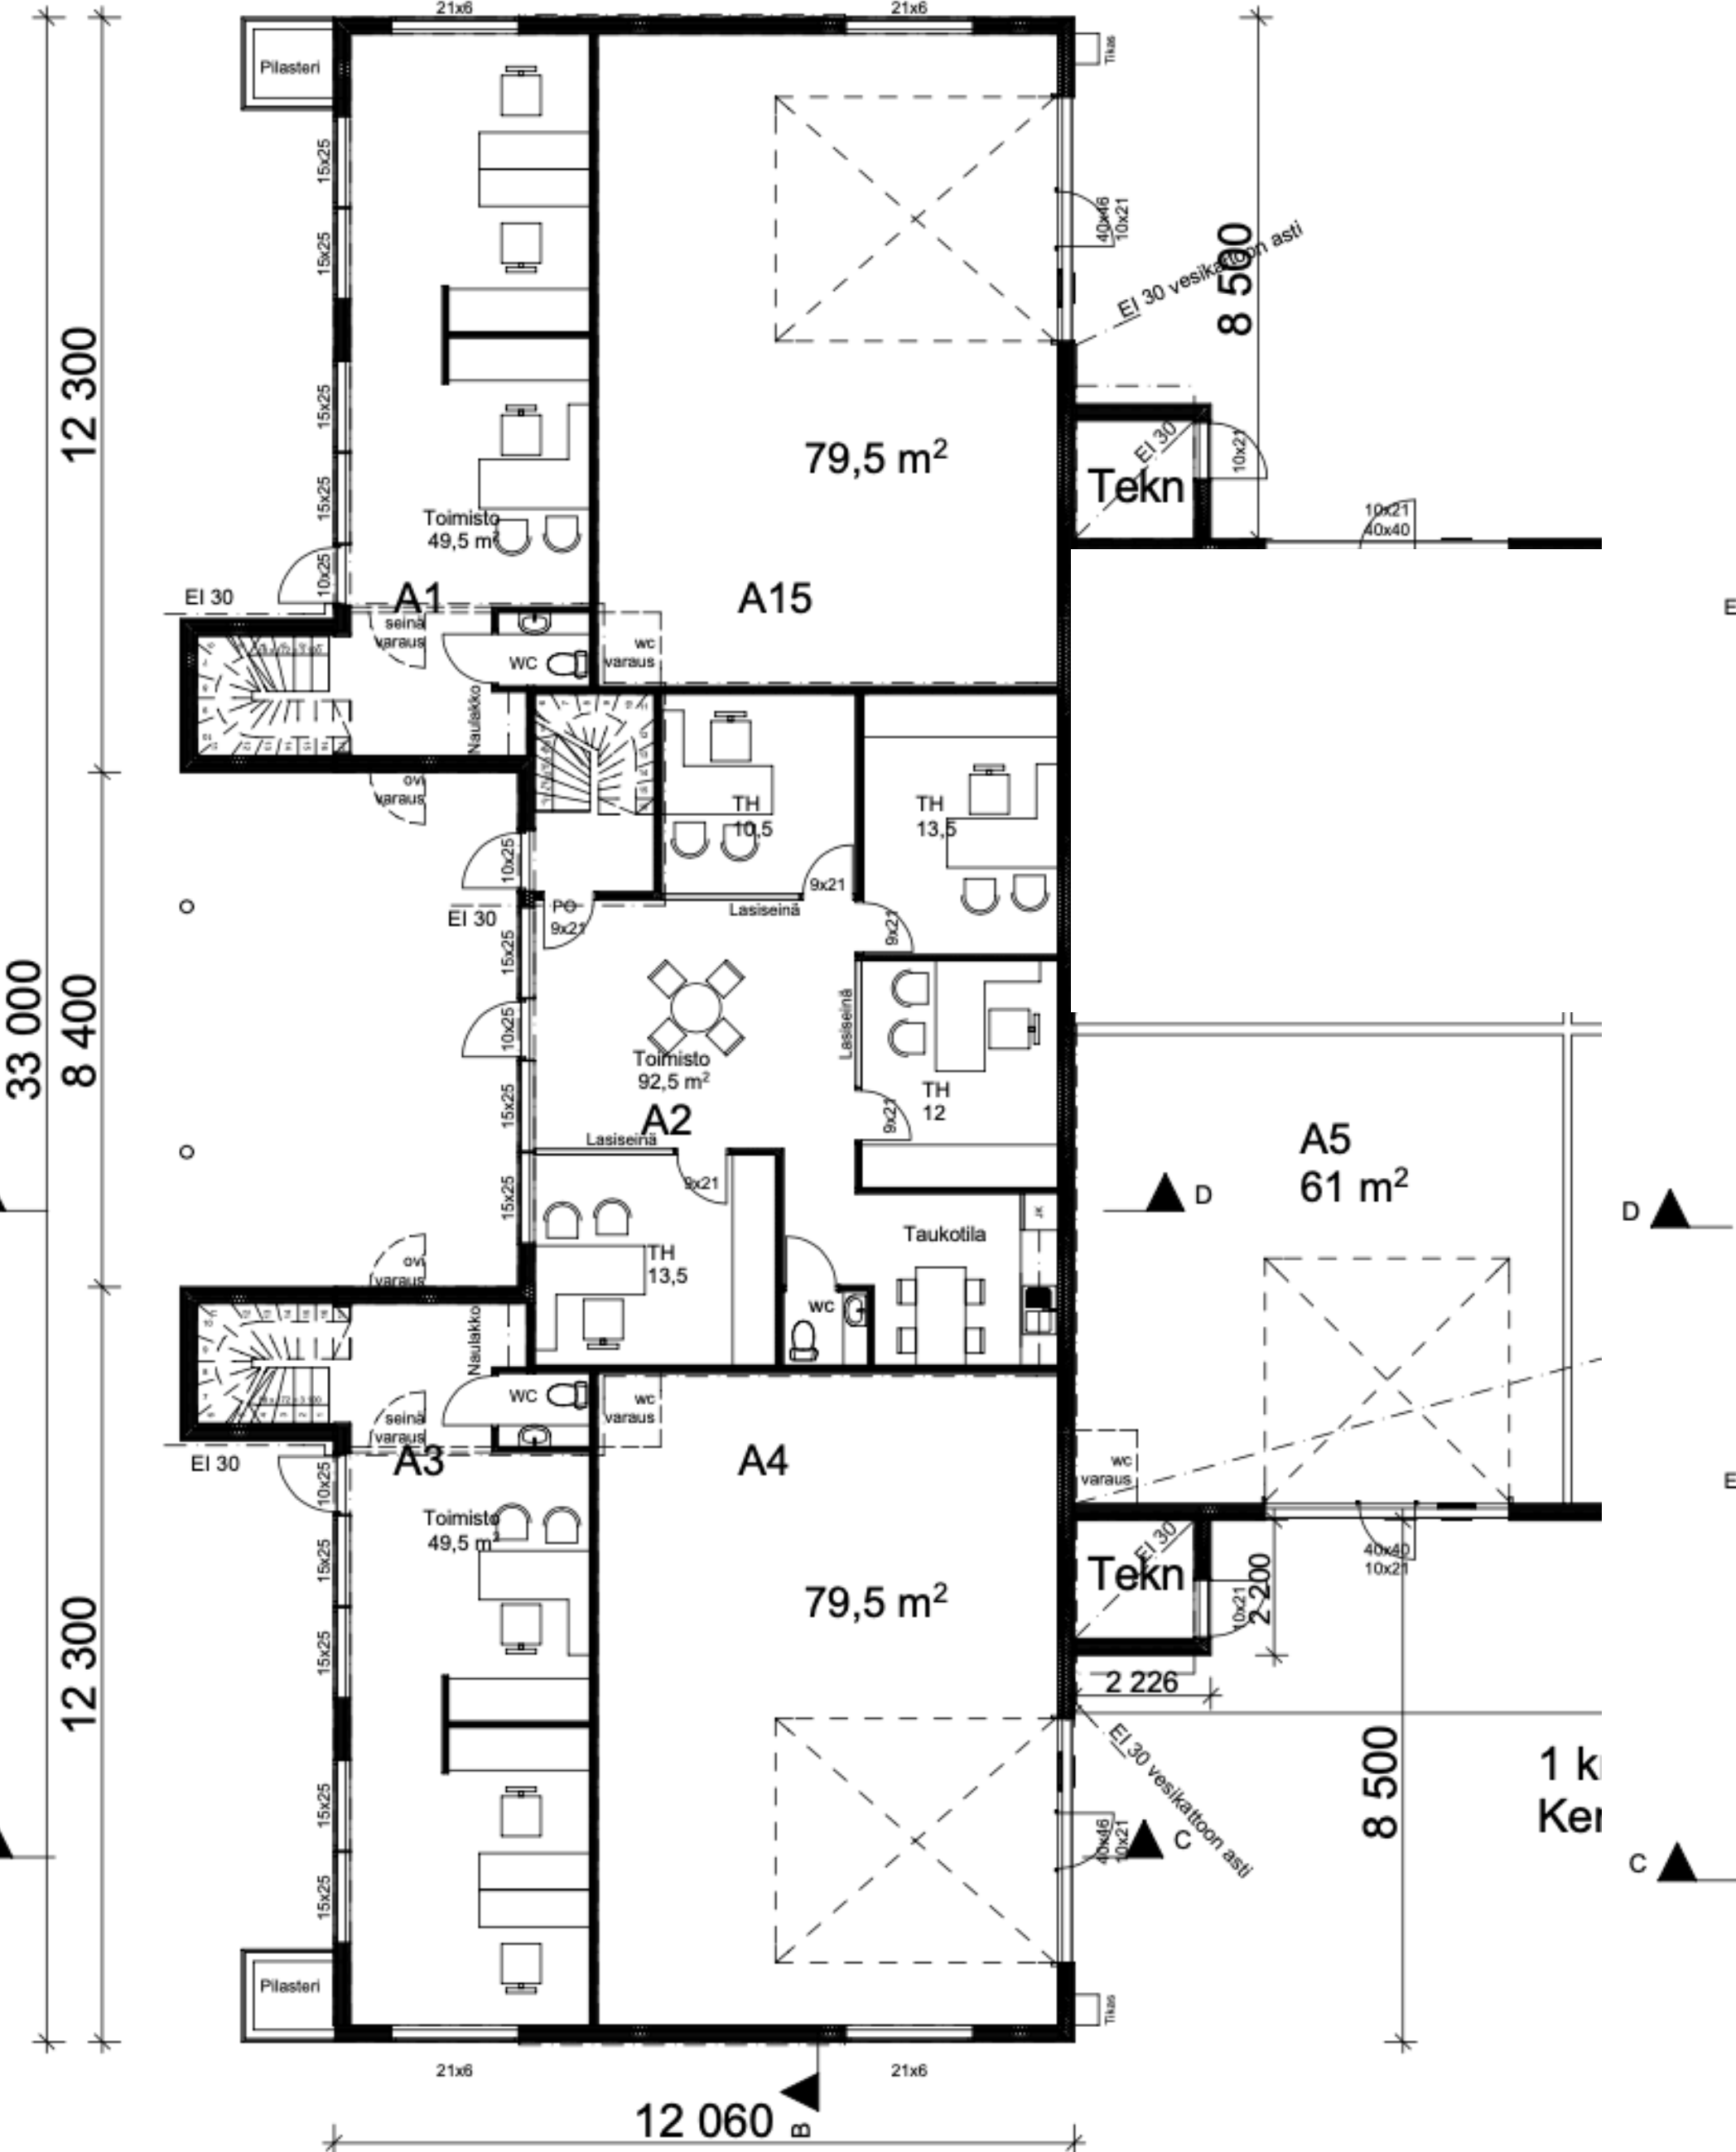 21x6
21x6
Pilasteri
Tikas
15x25
15x25
40x46
10x21
EI 30 vesikattoon asti
8 500
12 300
15x25
15x25
79,5 m²
EI 30
Tekn
10x21
10x21
40x40
Toimisto
49,5 m²
10x25
EI 30
A1
A15
seinä
varaus
WC
wc
varaus
Naulakko
ovi
varaus
TH
10,5
TH
13,5
10x25
9x21
EI 30
PO
9x21
Lasiseinä
9x21
15x25
33 000
8 400
10x25
Lasiseinä
Toimisto
92,5 m²
15x25
TH
12
9x21
A2
Lasiseinä
A5
61 m²
9x21
15x25
D
D
Taukotila
JK
TH
13,5
ovi
varaus
WC
Naulakko
WC
wc
varaus
seinä
varaus
EI 30
A3
A4
wc
varaus
10x25
Toimisto
49,5 m²
15x25
EI 30
Tekn
10x21
2 200
40x40
10x21
79,5 m²
12 300
15x25
2 226
EI 30 vesikattoon asti
8 500
1 k
Ker
15x25
40x46
10x21
C
C
15x25
Pilasteri
Tikas
21x6
21x6
12 060
B